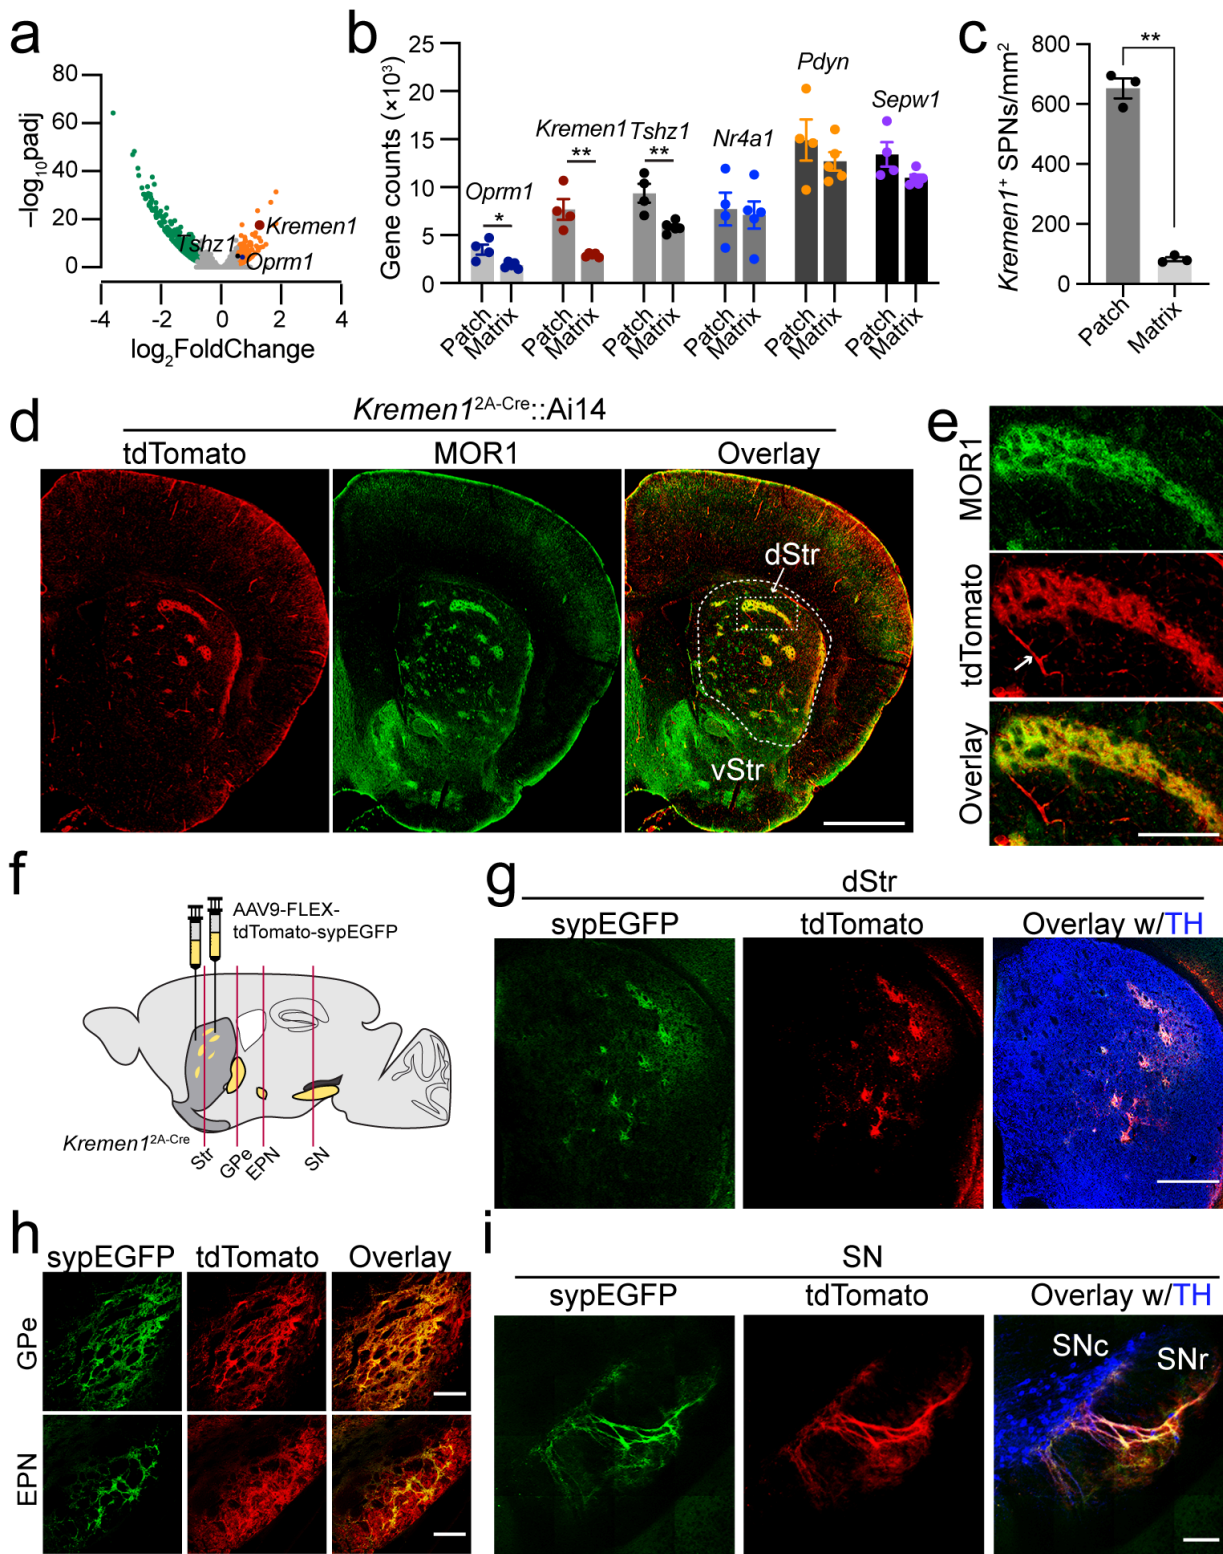 a
−log10padj
80
60
40
20
0
Tshz1
Kremen1
Oprm1
−4
−2
0
2
4
log2FoldChange
b
Gene counts (×10³)
25
20
15
10
5
0
Oprm1
*
Kremen1
**
Tshz1
**
Nr4a1
Pdyn
Sepw1
Patch
Matrix
Patch
Matrix
Patch
Matrix
Patch
Matrix
Patch
Matrix
Patch
Matrix
c
Kremen1⁺ SPNs/mm²
800
600
400
200
0
**
Patch
Matrix
d
Kremen1²ᴬ⁻ᶜʳᵉ::Ai14
tdTomato
MOR1
Overlay
dStr
vStr
e
MOR1
tdTomato
Overlay
f
AAV9-FLEX-
tdTomato-sypEGFP
Kremen1²ᴬ⁻ᶜʳᵉ
Str
GPe
EPN
SN
g
dStr
sypEGFP
tdTomato
Overlay w/TH
h
sypEGFP
tdTomato
Overlay
GPe
EPN
i
SN
sypEGFP
tdTomato
Overlay w/TH
SNc
SNr